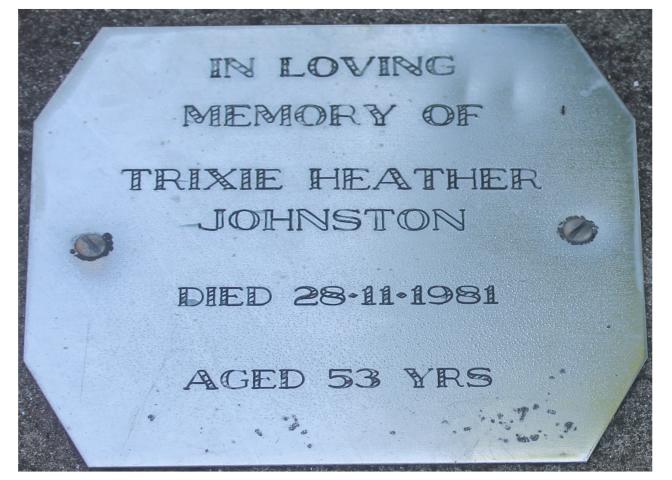 IN LOVING
MEMORY OF
TRIXIE HEATHER
JOHNSTON
DIED 28·11·1981
AGED 53 YRS